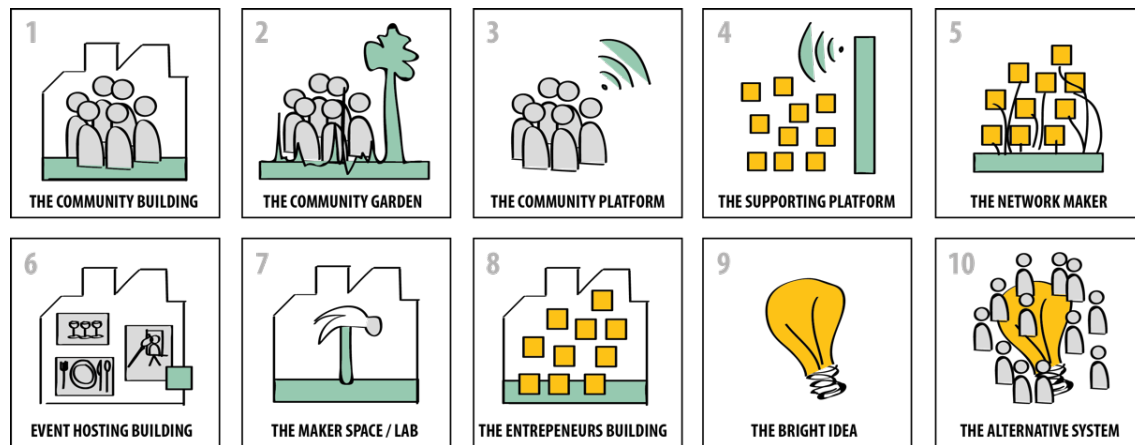 1
THE COMMUNITY BUILDING
2
THE COMMUNITY GARDEN
3
THE COMMUNITY PLATFORM
4
THE SUPPORTING PLATFORM
5
THE NETWORK MAKER
6
EVENT HOSTING BUILDING
7
THE MAKER SPACE / LAB
8
THE ENTREPENEURS BUILDING
9
THE BRIGHT IDEA
10
THE ALTERNATIVE SYSTEM